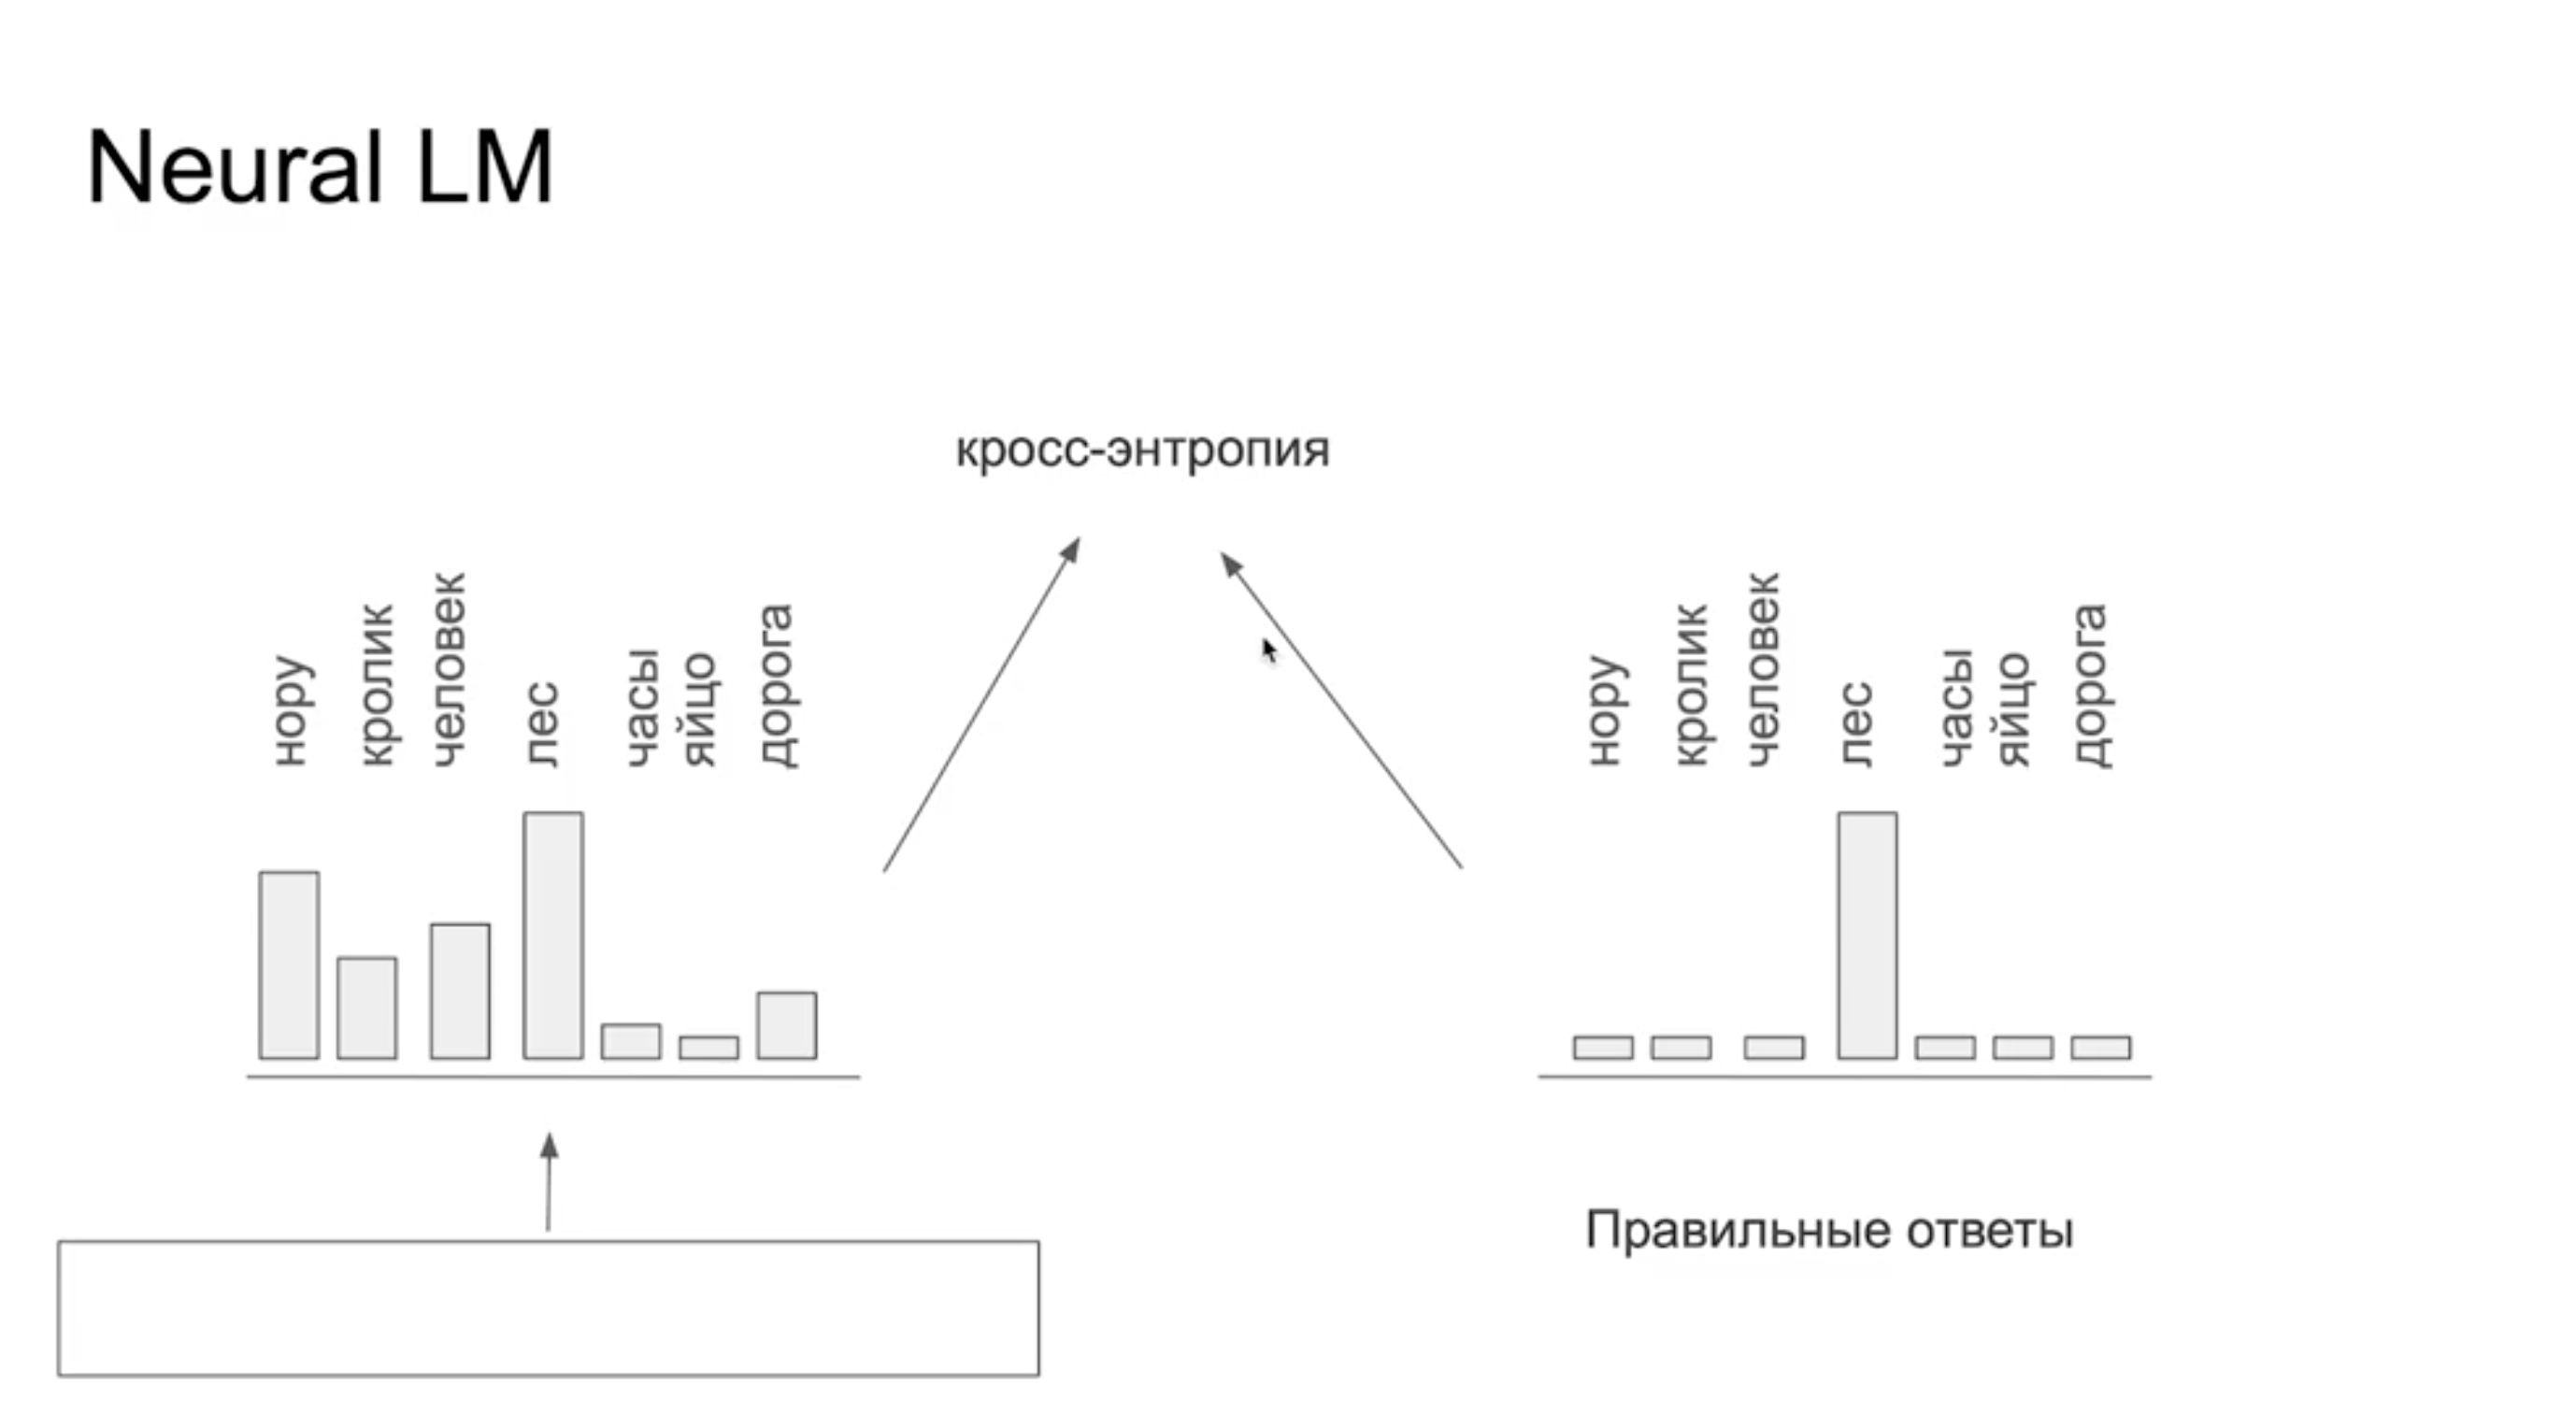 Neural LM
кросс-энтропия
нору
кролик
человек
лес
часы
яйцо
дорога
нору
кролик
человек
лес
часы
яйцо
дорога
Правильные ответы